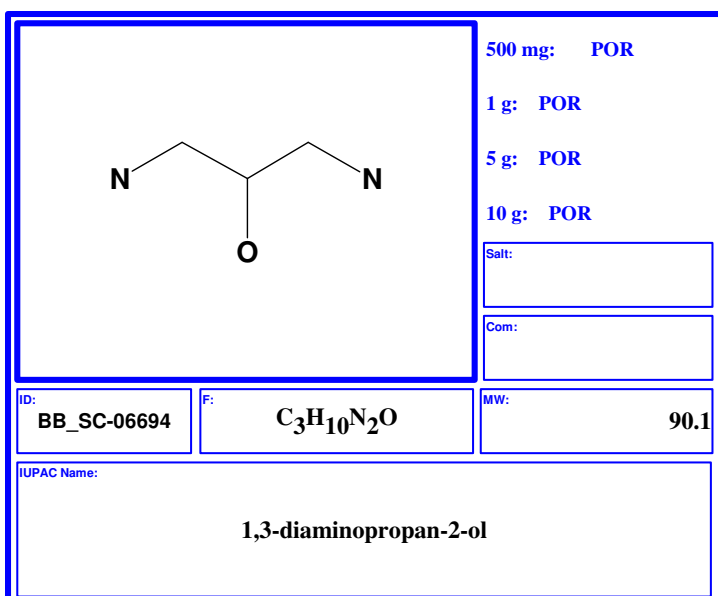 N
N
O
500 mg: POR
1 g: POR
5 g: POR
10 g: POR
Salt:
Com:
ID:
BB_SC-06694
F:
C3H10N2O
MW:
90.1
IUPAC Name:
1,3-diaminopropan-2-ol